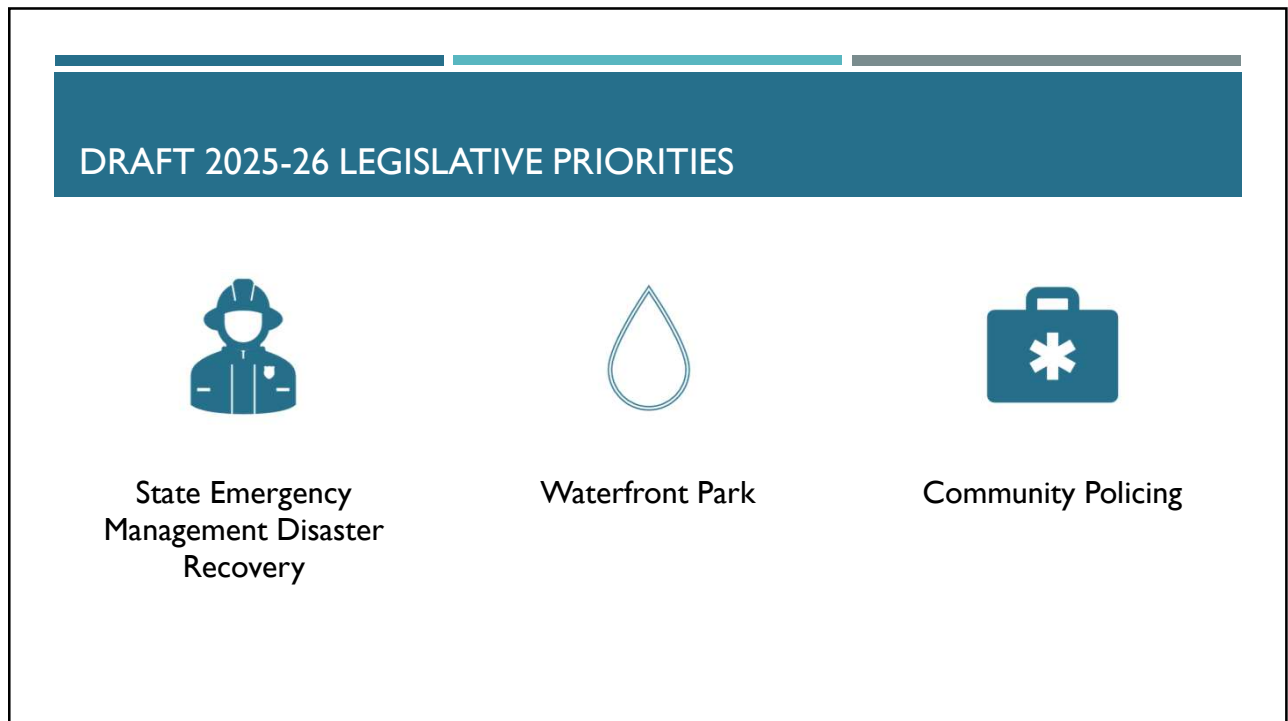 DRAFT 2025-26 LEGISLATIVE PRIORITIES
State Emergency
Management Disaster
Recovery
Waterfront Park
Community Policing